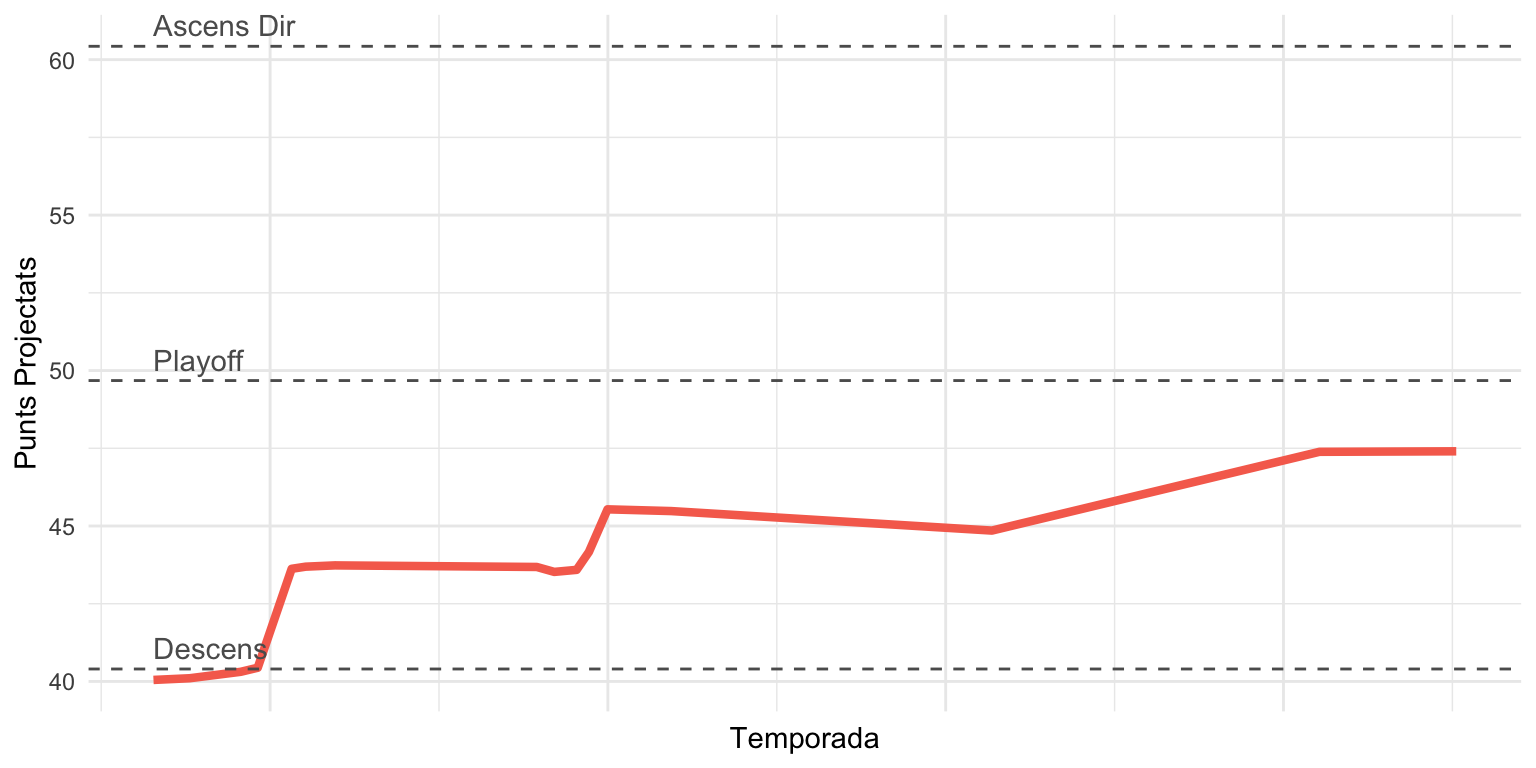 Ascens Dir
60
55
Playoff
50
45
Descens
40
Punts Projectats
Temporada